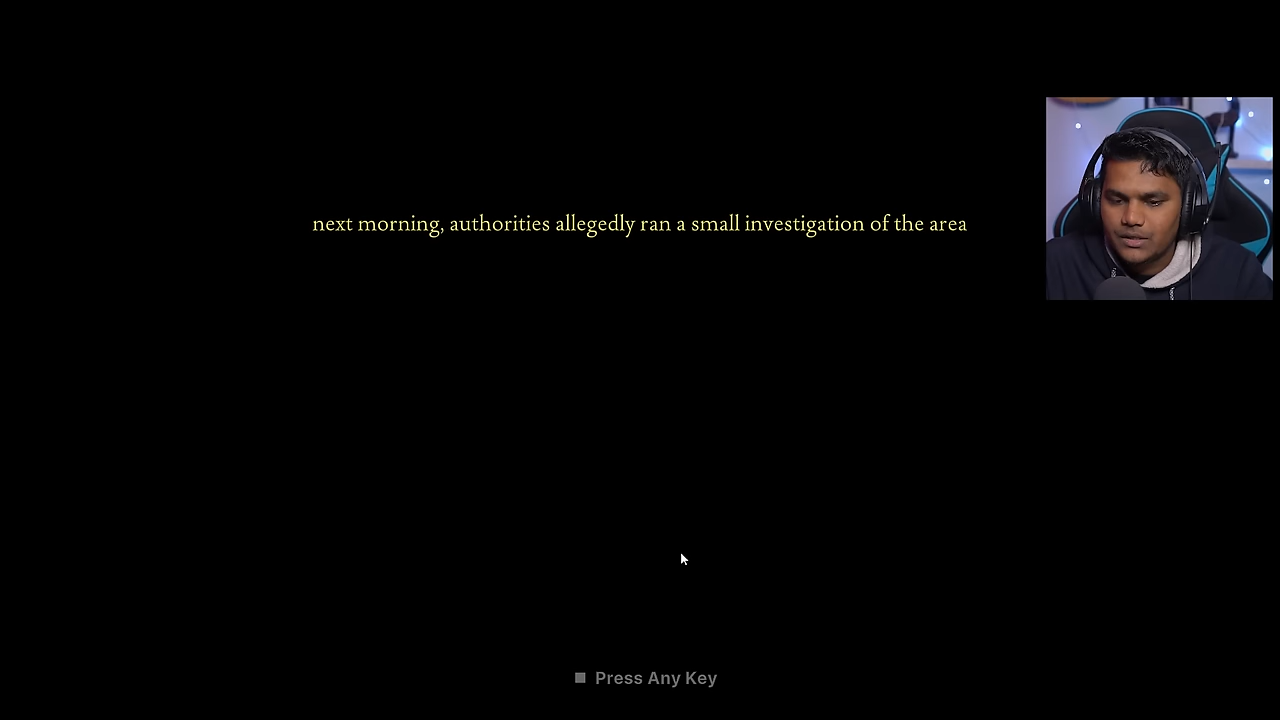 next morning, authorities allegedly ran a small investigation of the area
Press Any Key